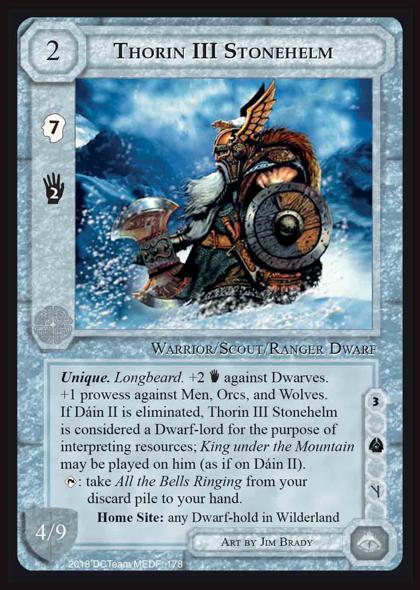 2
THORIN III STONEHELM
7
2
WARRIOR/SCOUT/RANGER DWARF
Unique. Longbeard. +2 against Dwarves.
+1 prowess against Men, Orcs, and Wolves.
If Dáin II is eliminated, Thorin III Stonehelm
is considered a Dwarf-lord for the purpose of
interpreting resources; King under the Mountain
may be played on him (as if on Dáin II).
: take All the Bells Ringing from your
discard pile to your hand.
Home Site: any Dwarf-hold in Wilderland
3
4/9
ART BY JIM BRADY
2018 DCTeam MEDF: 178